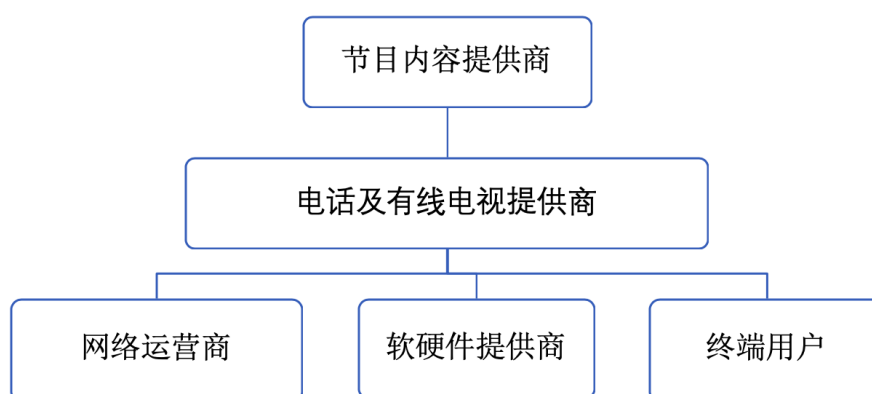 节目内容提供商
电话及有线电视提供商
网络运营商
软硬件提供商
终端用户